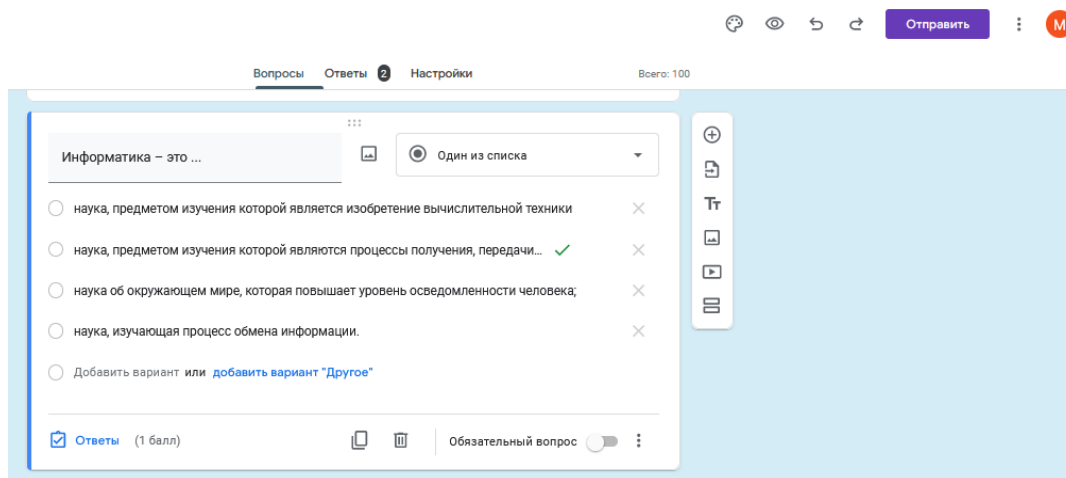 Отправить
М
Вопросы Ответы 2 Настройки Всего: 100
Информатика – это ...
Один из списка
наука, предметом изучения которой является изобретение вычислительной техники
Тт
наука, предметом изучения которой являются процессы получения, передачи...
наука об окружающем мире, которая повышает уровень осведомленности человека;
наука, изучающая процесс обмена информации.
Добавить вариант или добавить вариант "Другое"
Ответы (1 балл)
Обязательный вопрос